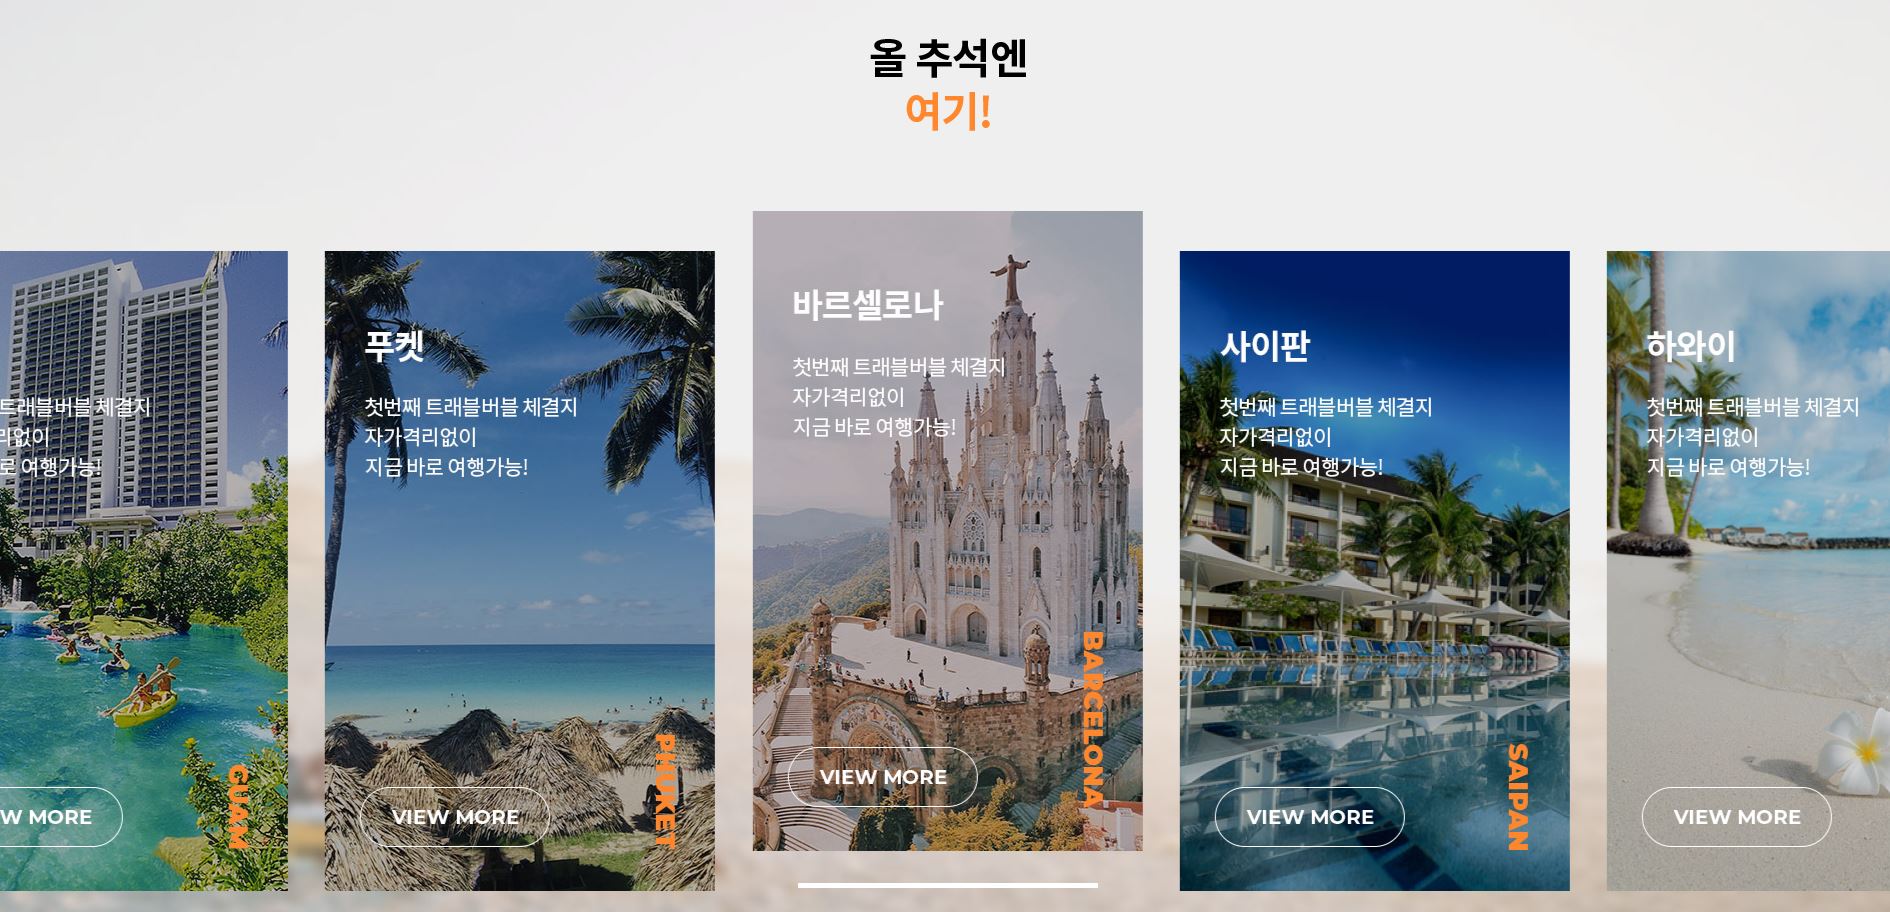 올 추석엔
여기!
트래블버블 체결지
리없이
로 여행가능!
VIEW MORE
GUAM
푸켓
첫번째 트래블버블 체결지
자가격리없이
지금 바로 여행가능!
VIEW MORE
PHUKET
바르셀로나
첫번째 트래블버블 체결지
자가격리없이
지금 바로 여행가능!
VIEW MORE
BARCELONA
사이판
첫번째 트래블버블 체결지
자가격리없이
지금 바로 여행가능!
VIEW MORE
SAIPAN
하와이
첫번째 트래블버블 체결지
자가격리없이
지금 바로 여행가능!
VIEW MORE